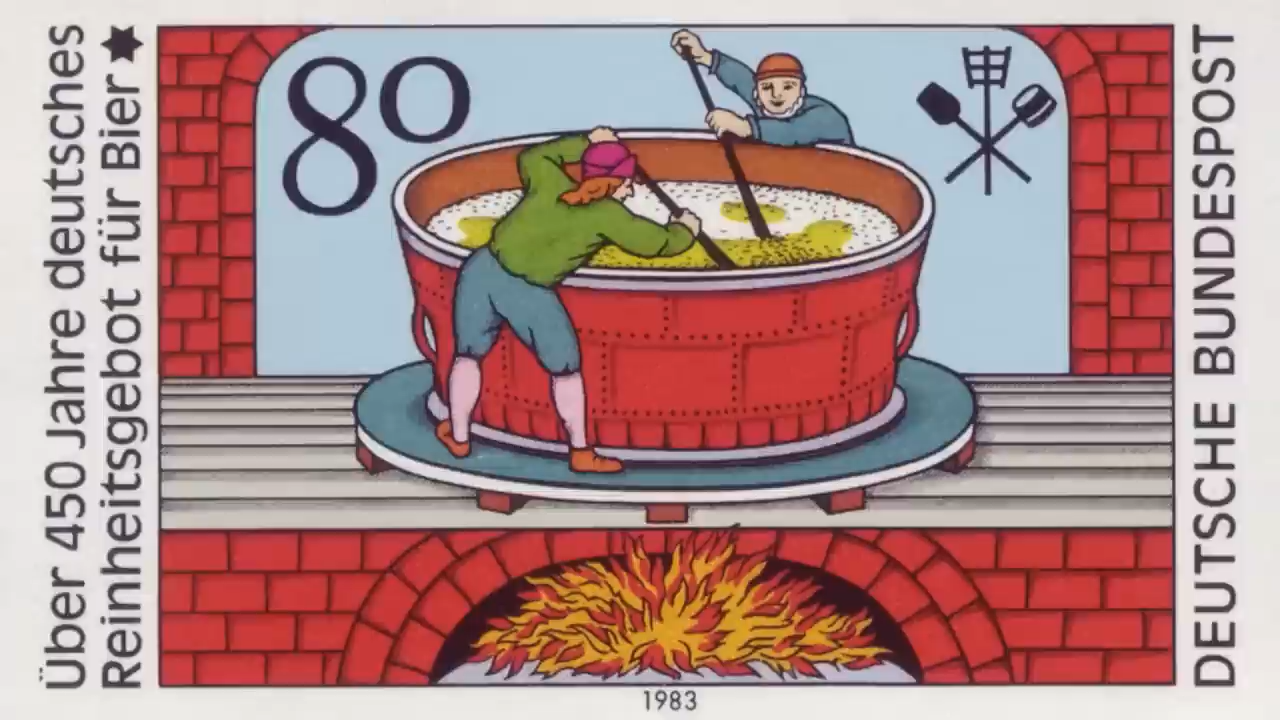 Über 450 Jahre deutsches
Reinheitsgebot für Bier
80
DEUTSCHE BUNDESPOST
1983